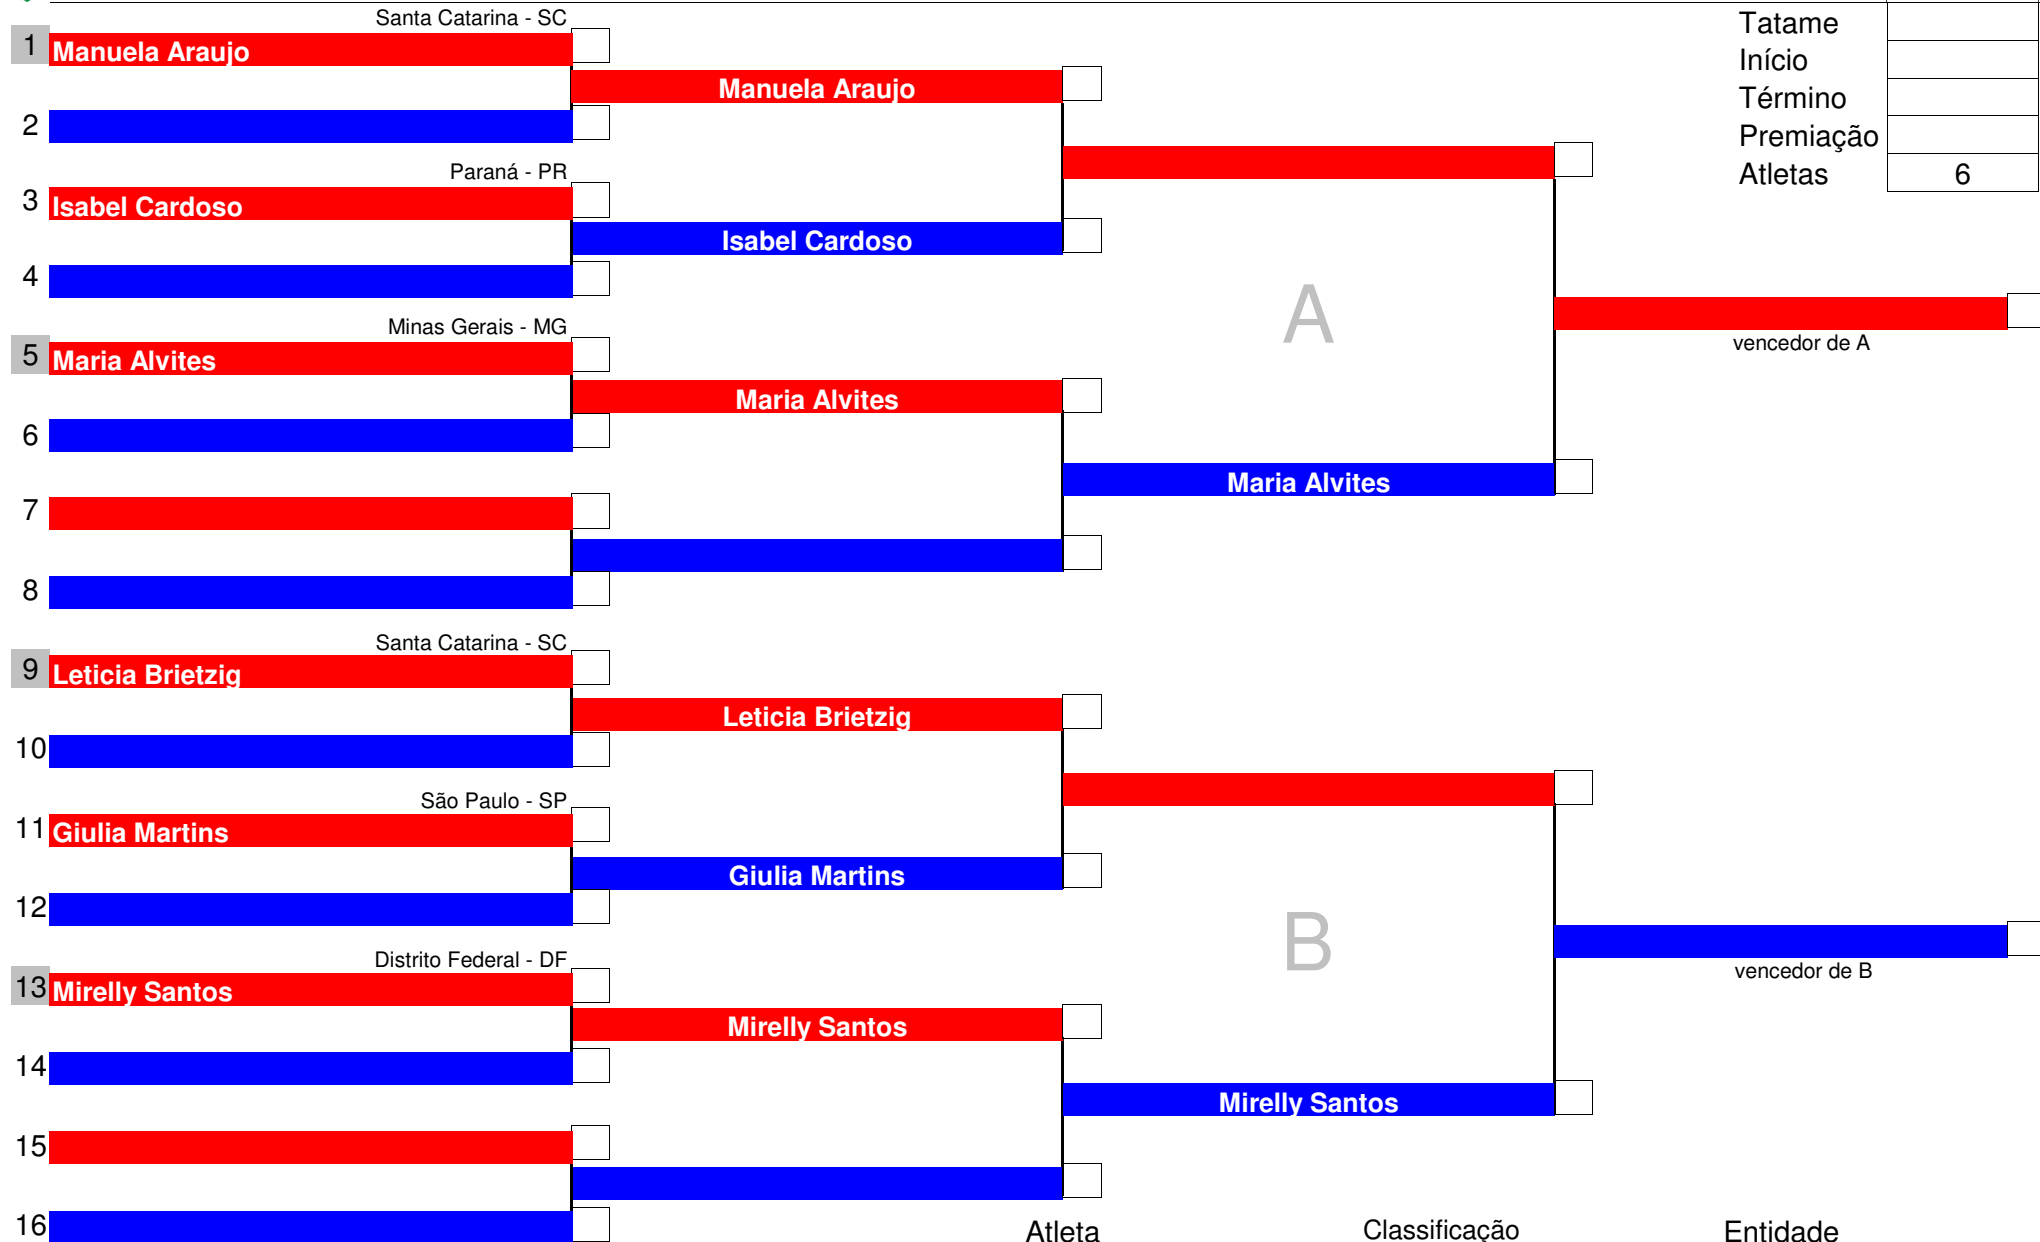 Santa Catarina - SC
Tatame
1 Manuela Araujo
Início
Manuela Araujo
Término
2
Premiação
Paraná - PR
Atletas 6
3 Isabel Cardoso
Isabel Cardoso
4
A
Minas Gerais - MG
vencedor de A
5 Maria Alvites
Maria Alvites
6
Maria Alvites
7
8
Santa Catarina - SC
9 Leticia Brietzig
Leticia Brietzig
10
São Paulo - SP
11 Giulia Martins
Giulia Martins
12
B
Distrito Federal - DF
vencedor de B
13 Mirelly Santos
Mirelly Santos
14
Mirelly Santos
15
16
Atleta Classificação Entidade